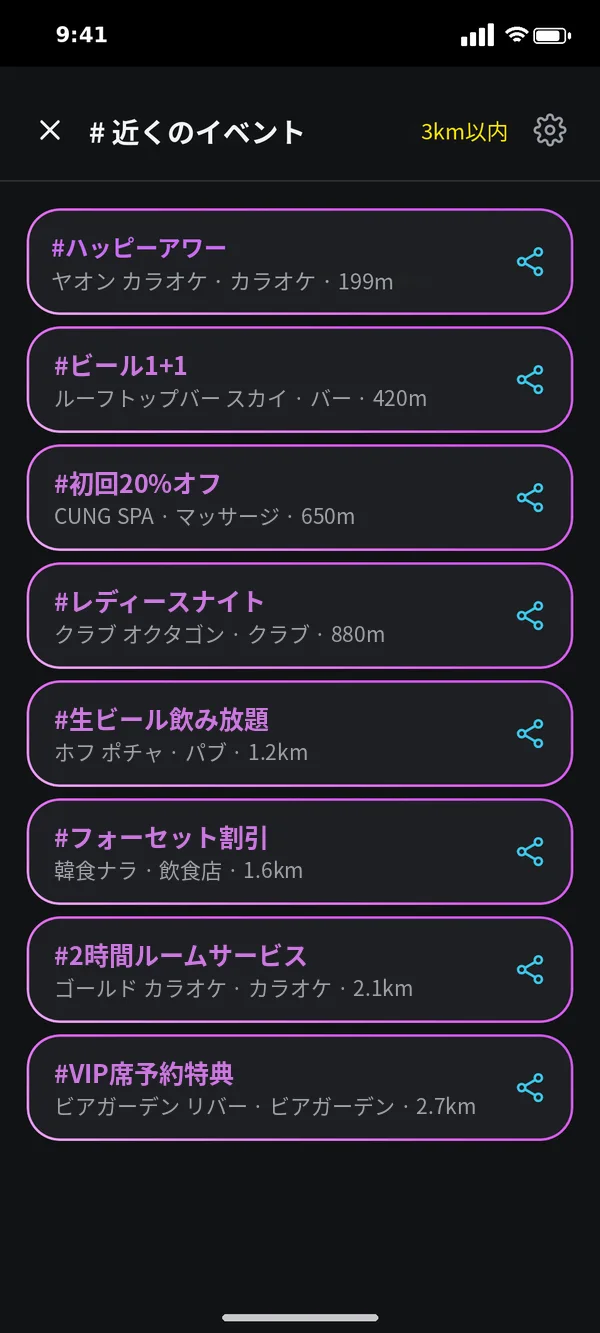 9:41
# 近くのイベント
3km以内
#ハッピーアワー
ヤオン カラオケ · カラオケ · 199m
#ビール1+1
ルーフトップバー スカイ · バー · 420m
#初回20%オフ
CUNG SPA · マッサージ · 650m
#レディースナイト
クラブ オクタゴン · クラブ · 880m
#生ビール飲み放題
ホフ ポチャ · パブ · 1.2km
#フォーセット割引
韓食ナラ · 飲食店 · 1.6km
#2時間ルームサービス
ゴールド カラオケ · カラオケ · 2.1km
#VIP席予約特典
ビアガーデン リバー · ビアガーデン · 2.7km